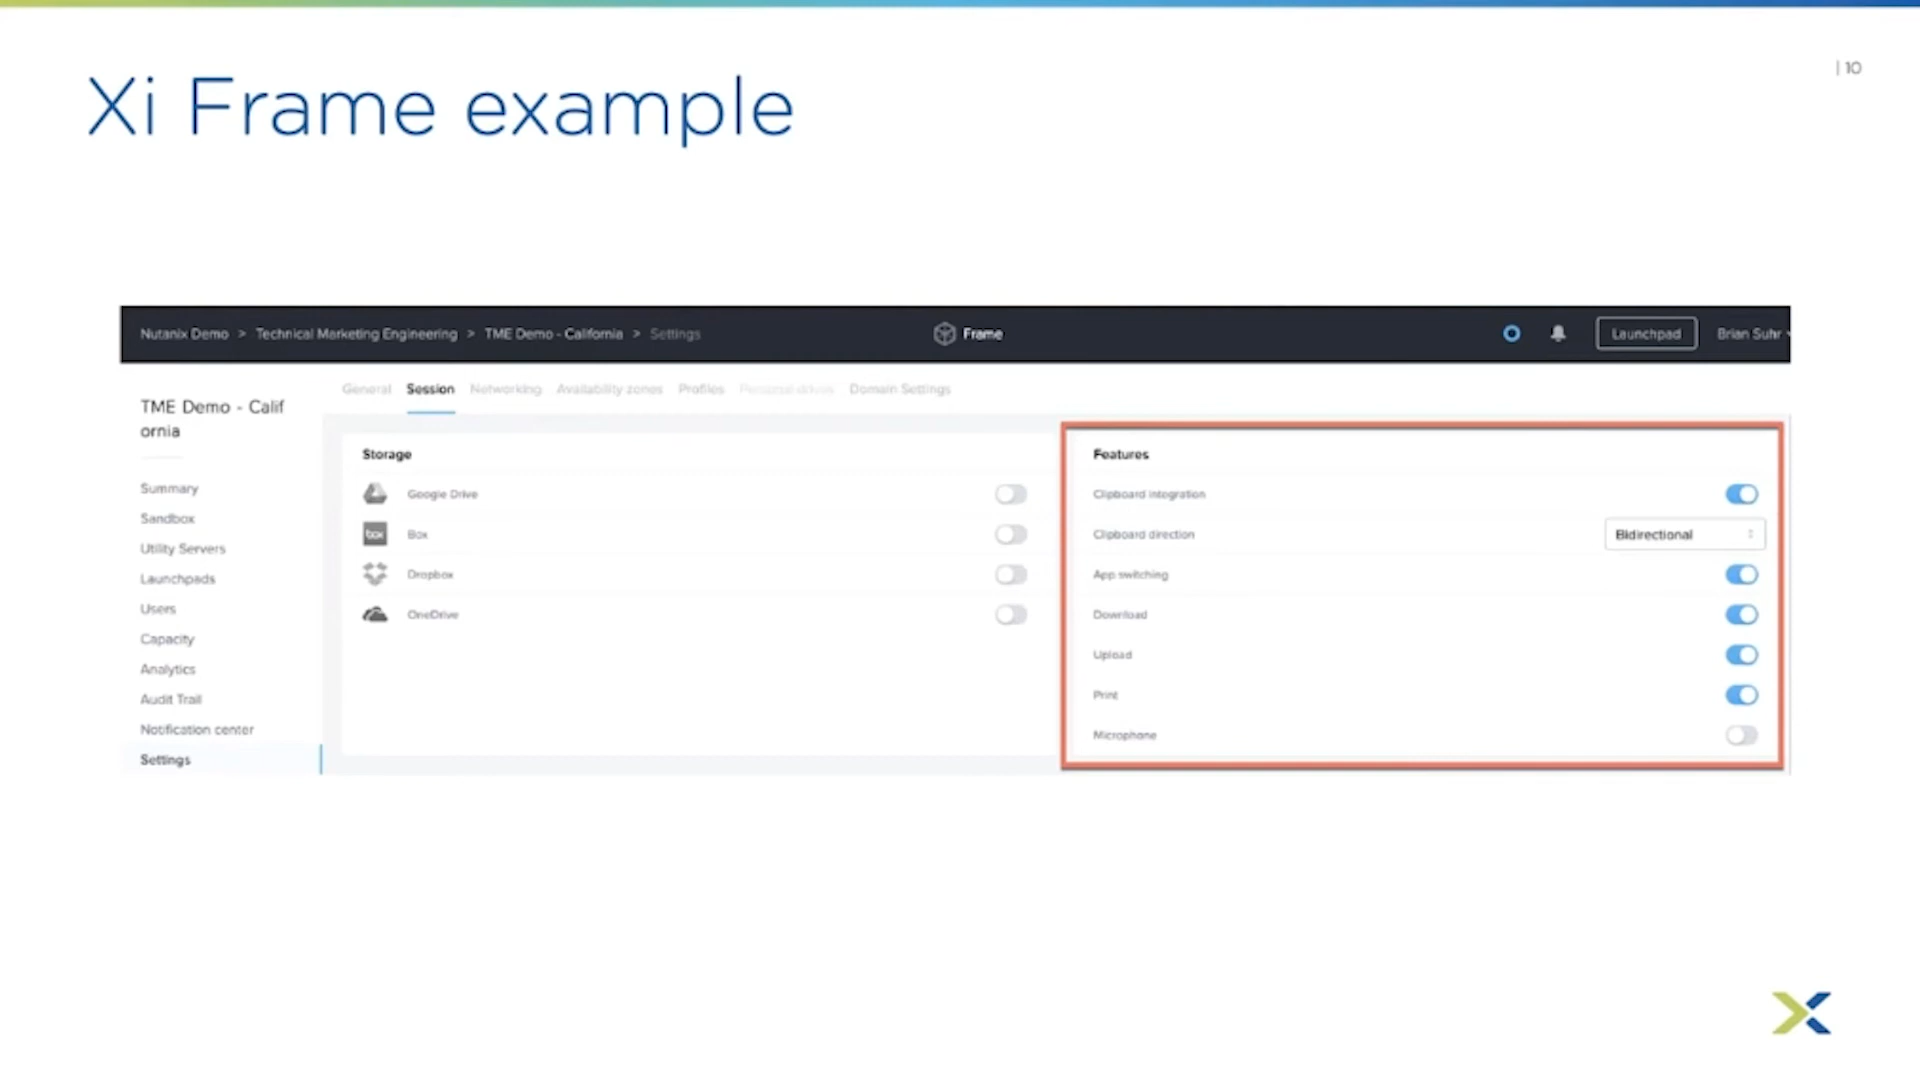 Xi Frame example
| 10
Nutanix Demo > Technical Marketing Engineering > TME Demo - California > Settings
Frame
Launchpad
Brian Suhr
TME Demo - Calif
ornia
Summary
Sandbox
Utility Servers
Launchpads
Users
Capacity
Analytics
Audit Trail
Notification center
Settings
General Session Networking Availability zones Profiles Personal drives Domain Settings
Storage
Google Drive
box Box
Dropbox
OneDrive
Features
Clipboard integration
Clipboard direction Bidirectional
App switching
Download
Upload
Print
Microphone